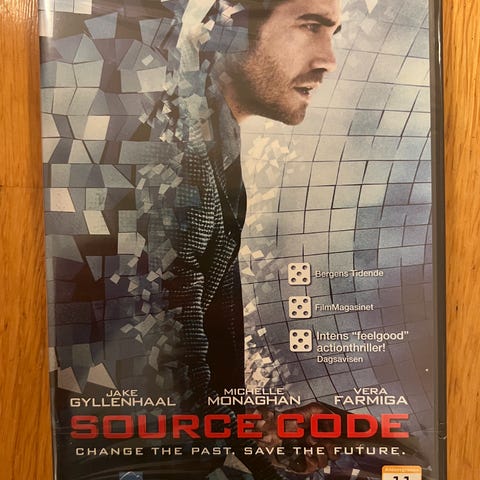 Bergens Tidende
FilmMagasinet
Intens "feelgood"
actionthriller!
Dagsavisen
JAKE
GYLLENHAAL
MICHELLE
MONAGHAN
VERA
FARMIGA
SOURCE CODE
CHANGE THE PAST. SAVE THE FUTURE.
11